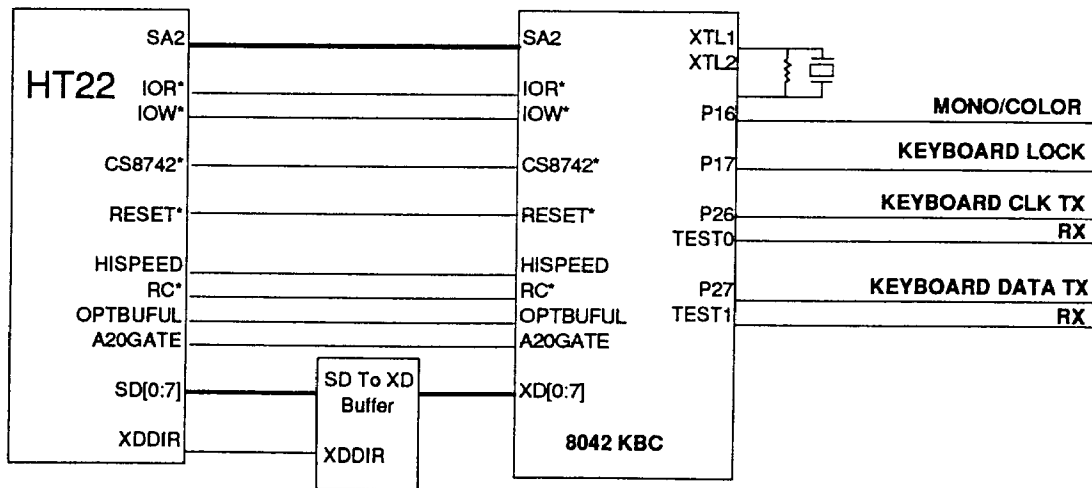 SA2 SA2 XTL1
XTL2
HT22 IOR* IOR*
IOW* IOW* P16 MONO/COLOR
CS8742* CS8742* P17 KEYBOARD LOCK
RESET* RESET* P26 KEYBOARD CLK TX
TEST0 RX
HISPEED HISPEED
RC* RC* P27 KEYBOARD DATA TX
OPTBUFUL OPTBUFUL TEST1 RX
A20GATE A20GATE
SD[0:7] SD To XD XD[0:7]
Buffer
XDDIR XDDIR 8042 KBC